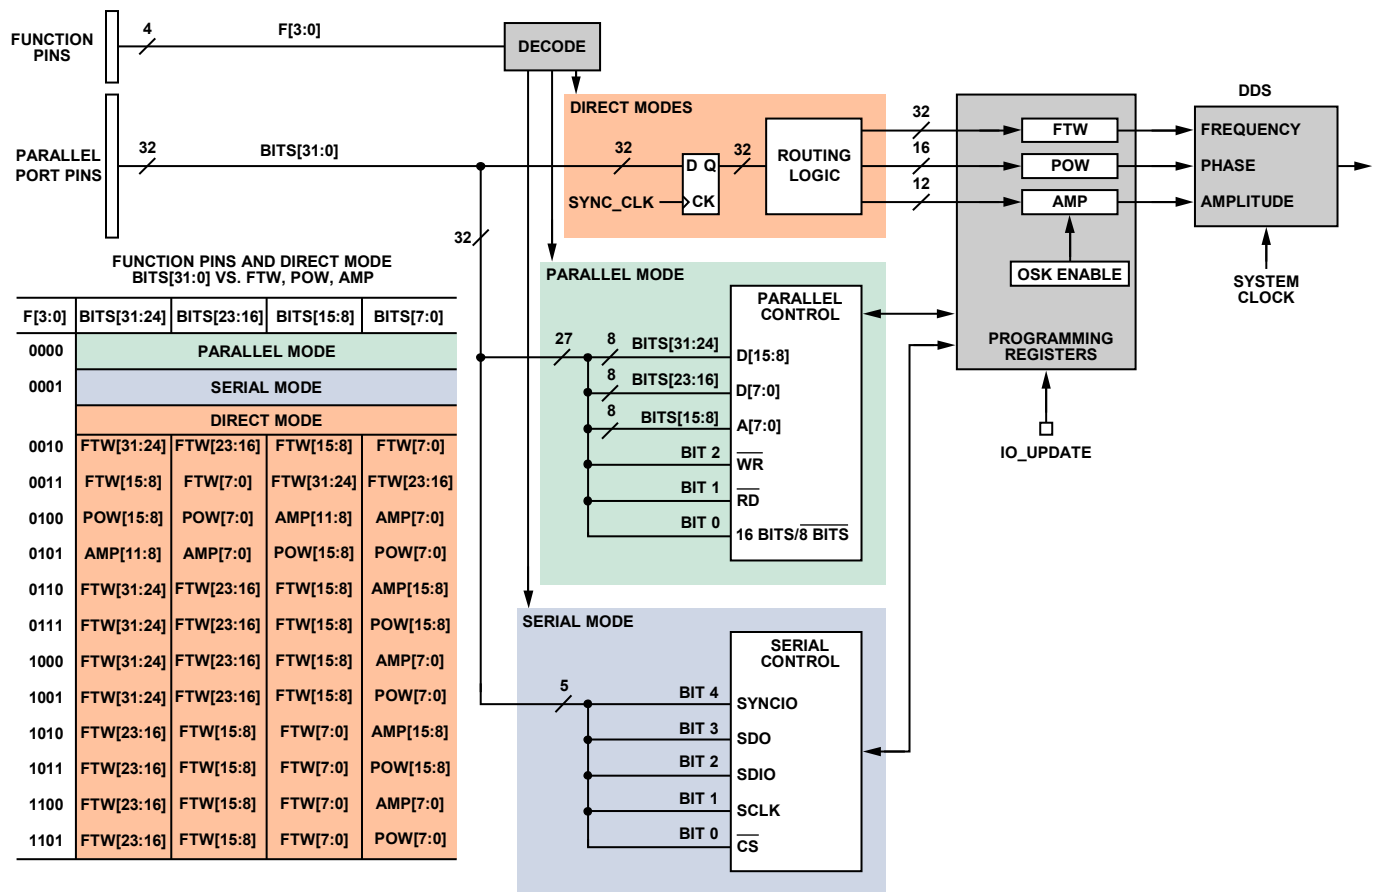 FUNCTION
PINS
4
F[3:0]
DECODE
PARALLEL
PORT PINS
32
BITS[31:0]
32
DIRECT MODES
32
D Q
CK
SYNC_CLK
32
ROUTING
LOGIC
32
16
12
FTW
POW
AMP
OSK ENABLE
PROGRAMMING
REGISTERS
IO_UPDATE
DDS
FREQUENCY
PHASE
AMPLITUDE
SYSTEM
CLOCK
FUNCTION PINS AND DIRECT MODE
BITS[31:0] VS. FTW, POW, AMP
F[3:0] BITS[31:24] BITS[23:16] BITS[15:8] BITS[7:0]
0000 PARALLEL MODE
0001 SERIAL MODE
DIRECT MODE
0010 FTW[31:24] FTW[23:16] FTW[15:8] FTW[7:0]
0011 FTW[15:8] FTW[7:0] FTW[31:24] FTW[23:16]
0100 POW[15:8] POW[7:0] AMP[11:8] AMP[7:0]
0101 AMP[11:8] AMP[7:0] POW[15:8] POW[7:0]
0110 FTW[31:24] FTW[23:16] FTW[15:8] AMP[15:8]
0111 FTW[31:24] FTW[23:16] FTW[15:8] POW[15:8]
1000 FTW[31:24] FTW[23:16] FTW[15:8] AMP[7:0]
1001 FTW[31:24] FTW[23:16] FTW[15:8] POW[7:0]
1010 FTW[23:16] FTW[15:8] FTW[7:0] AMP[15:8]
1011 FTW[23:16] FTW[15:8] FTW[7:0] POW[15:8]
1100 FTW[23:16] FTW[15:8] FTW[7:0] AMP[7:0]
1101 FTW[23:16] FTW[15:8] FTW[7:0] POW[7:0]
PARALLEL MODE
PARALLEL
CONTROL
27
8 BITS[31:24] D[15:8]
8 BITS[23:16] D[7:0]
8 BITS[15:8] A[7:0]
BIT 2 WR
BIT 1 RD
BIT 0 16 BITS/8 BITS
SERIAL MODE
SERIAL
CONTROL
5
BIT 4 SYNCIO
BIT 3 SDO
BIT 2 SDIO
BIT 1 SCLK
BIT 0 CS